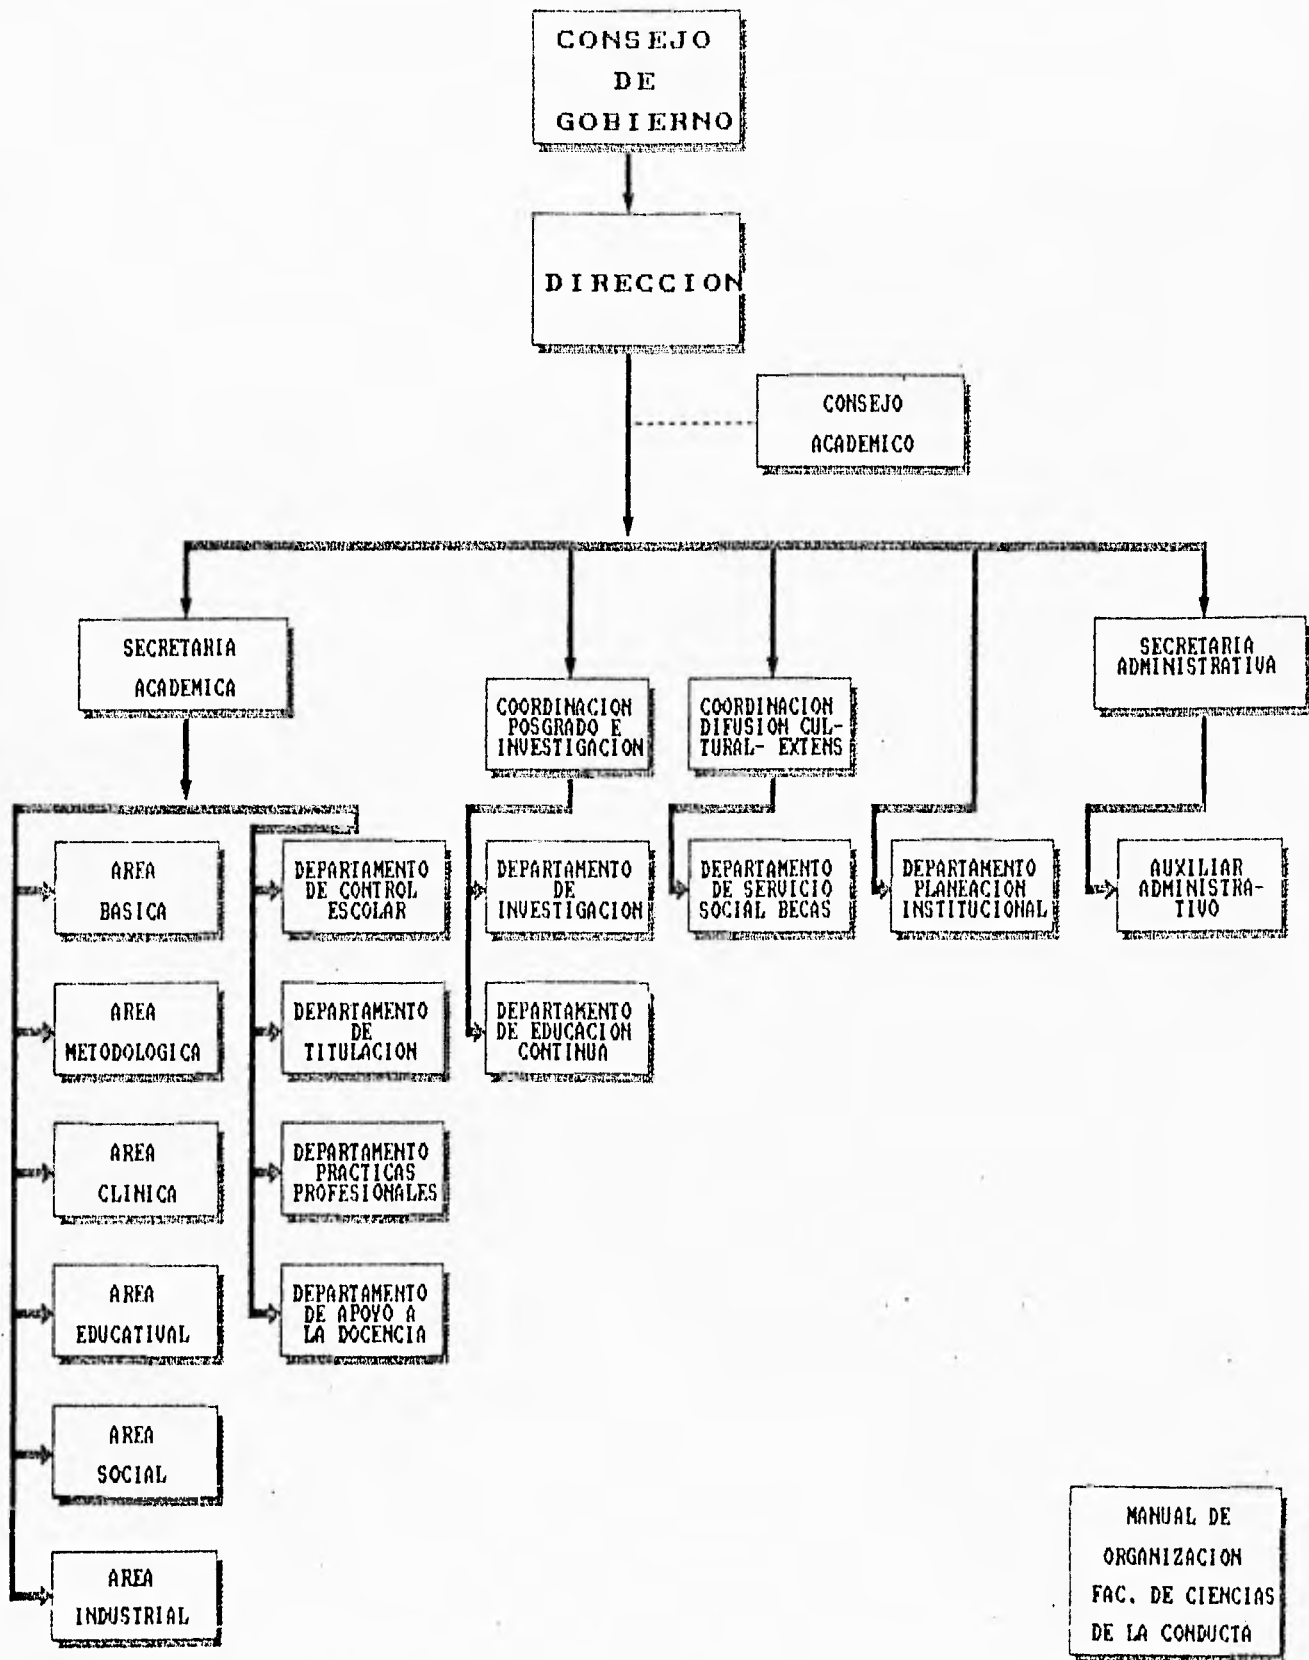 CONSEJO
DE
GOBIERNO
DIRECCION
CONSEJO
ACADEMICO
SECRETARIA
ACADEMICA
COORDINACION
POSGRADO E
INVESTIGACION
COORDINACION
DIFUSION CUL-
TURAL- EXTENS
SECRETARIA
ADMINISTRATIVA
AREA
BASICA
DEPARTAMENTO
DE CONTROL
ESCOLAR
DEPARTAMENTO
DE
INVESTIGACION
DEPARTAMENTO
DE SERVICIO
SOCIAL BECAS
DEPARTAMENTO
PLANEACION
INSTITUCIONAL
AUXILIAR
ADMINISTRA-
TIVO
AREA
METODOLOGICA
DEPARTAMENTO
DE
TITULACION
DEPARTAMENTO
DE EDUCACION
CONTINUA
AREA
CLINICA
DEPARTAMENTO
PRACTICAS
PROFESIONALES
AREA
EDUCATIVAL
DEPARTAMENTO
DE APOYO A
LA DOCENCIA
AREA
SOCIAL
AREA
INDUSTRIAL
MANUAL DE
ORGANIZACION
FAC. DE CIENCIAS
DE LA CONDUCTA